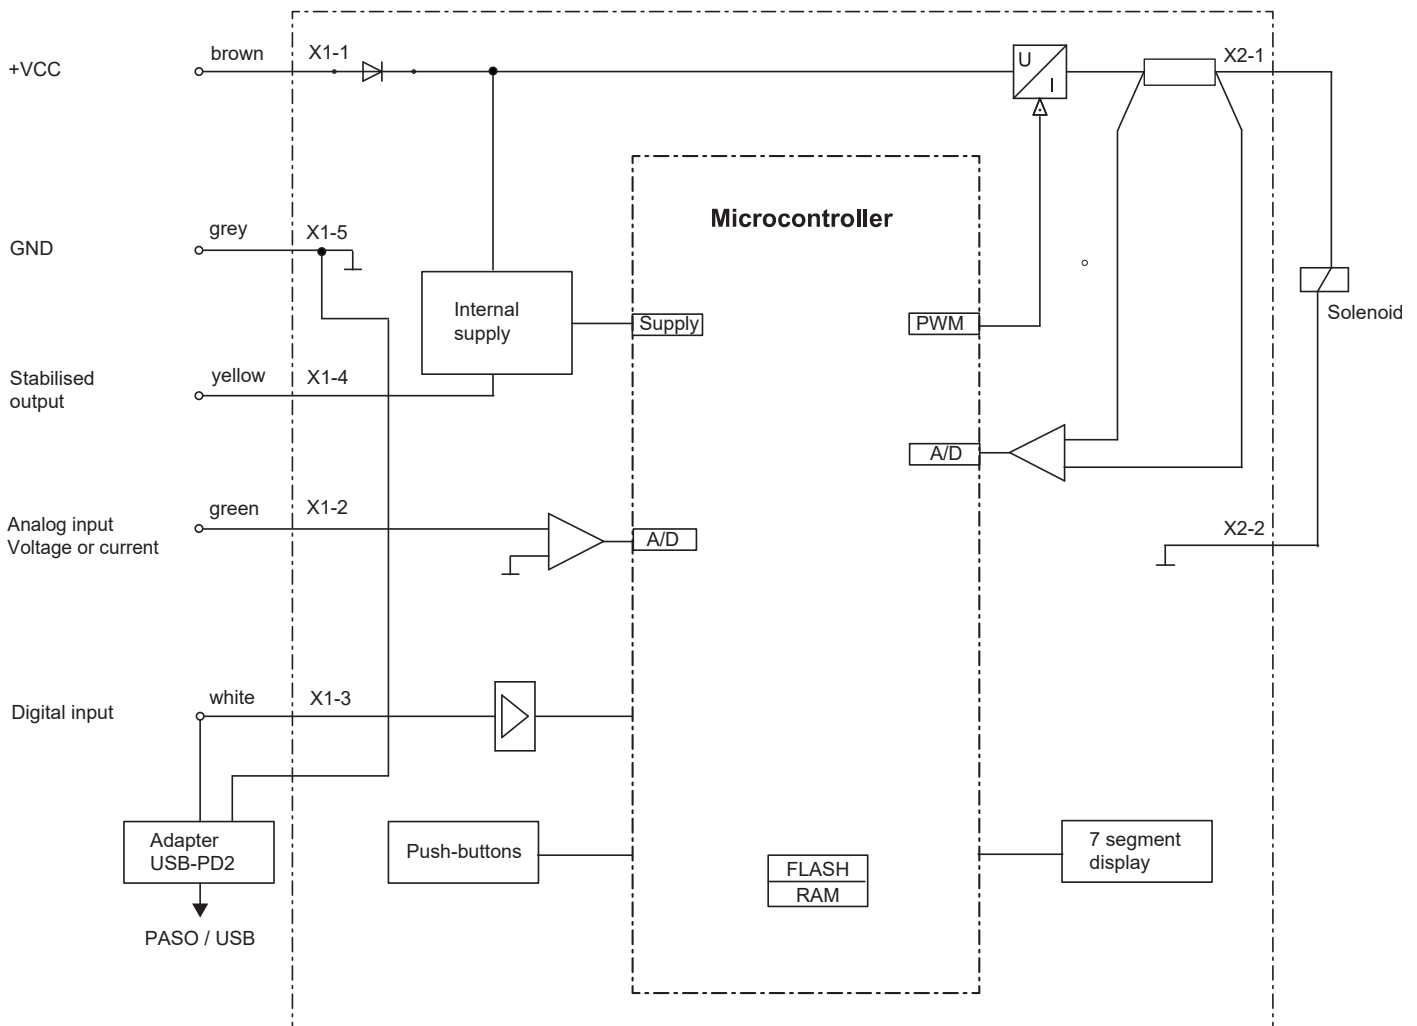 +VCC
brown
X1-1
U
I
X2-1
Microcontroller
GND
grey
X1-5
Internal
supply
Supply
PWM
Solenoid
Stabilised
output
yellow
X1-4
A/D
Analog input
Voltage or current
green
X1-2
A/D
X2-2
Digital input
white
X1-3
Adapter
USB-PD2
Push-buttons
FLASH
RAM
7 segment
display
PASO / USB